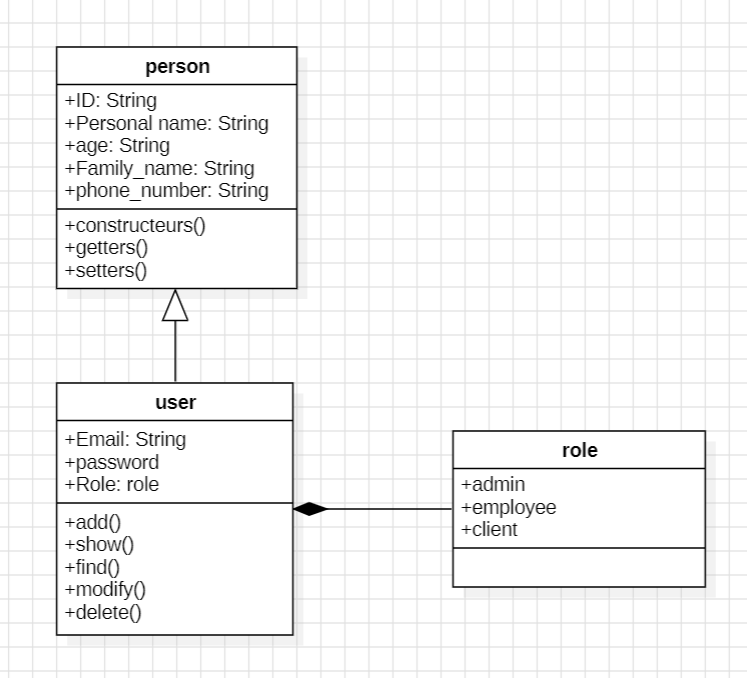 person
+ID: String
+Personal name: String
+age: String
+Family_name: String
+phone_number: String
+constructeurs()
+getters()
+setters()
user
+Email: String
+password
+Role: role
+add()
+show()
+find()
+modify()
+delete()
role
+admin
+employee
+client